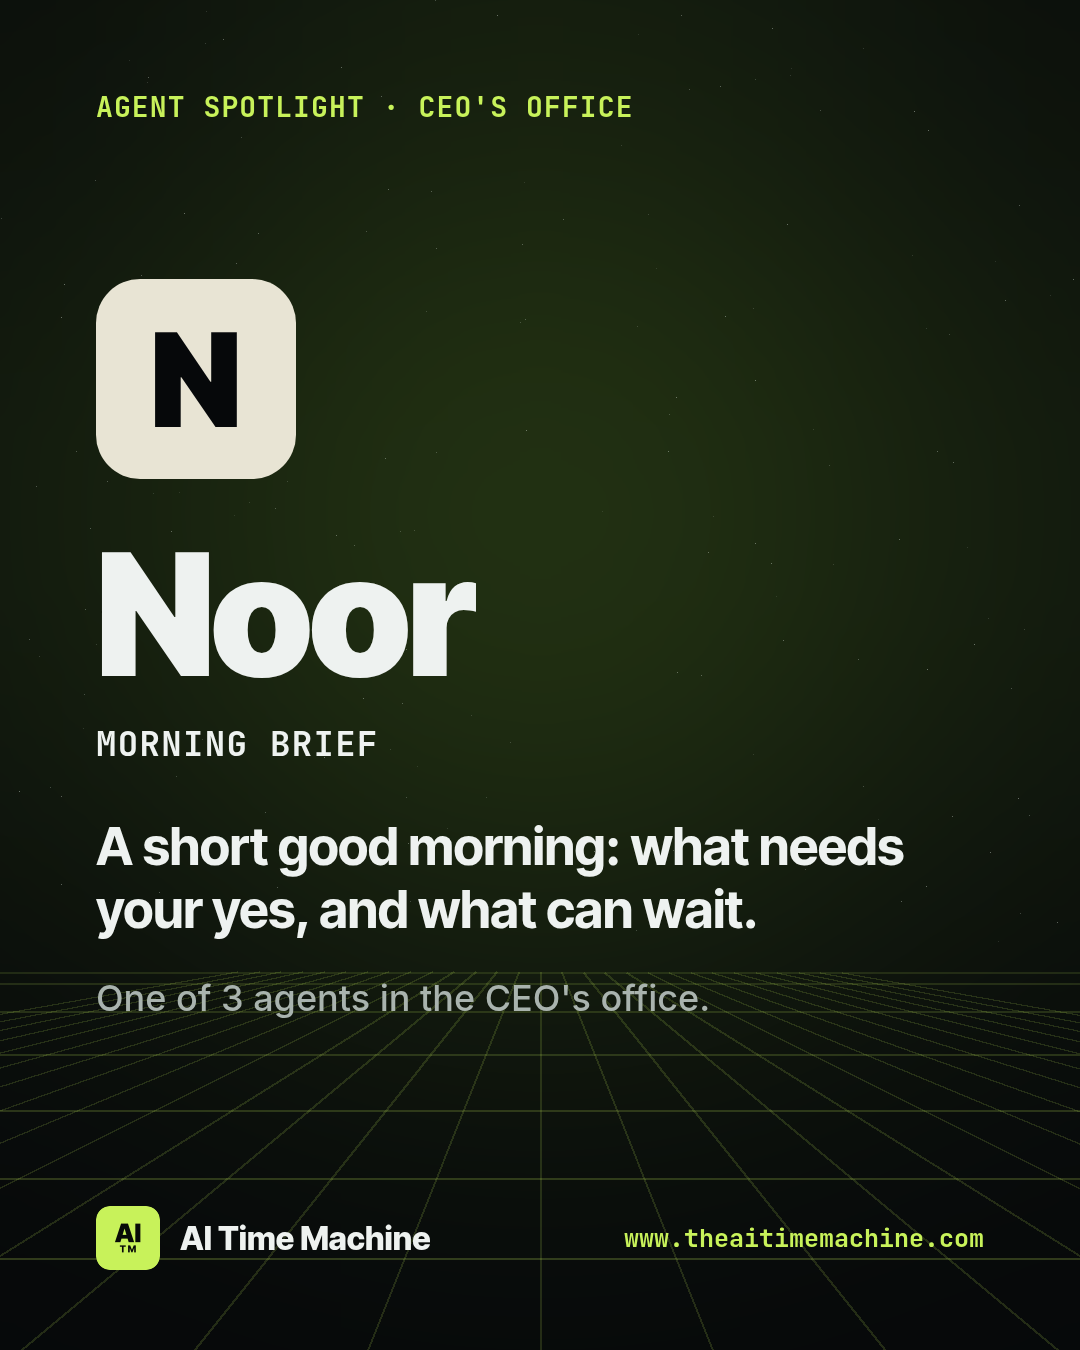 AGENT SPOTLIGHT · CEO'S OFFICE
N
Noor
MORNING BRIEF
A short good morning: what needs
your yes, and what can wait.
One of 3 agents in the CEO's office.
AI
TM
AI Time Machine
www.theaitimemachine.com